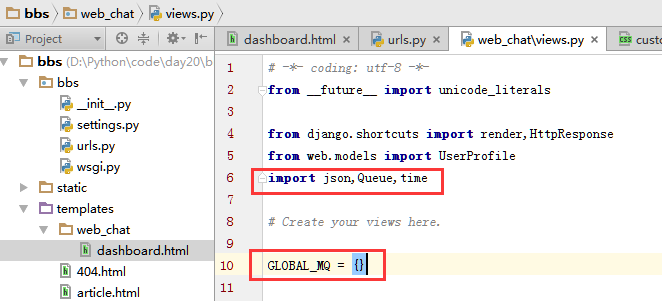 bbs web_chat views.py
Project
dashboard.html urls.py web_chat\views.py custo
bbs (D:\Python\code\day20\b
bbs
__init__.py
settings.py
urls.py
wsgi.py
static
templates
web_chat
dashboard.html
404.html
article.html
1 # -*- coding: utf-8 -*-
2 from __future__ import unicode_literals
3
4 from django.shortcuts import render,HttpResponse
5 from web.models import UserProfile
6 import json,Queue,time
7
8 # Create your views here.
9
10 GLOBAL_MQ = {}
11